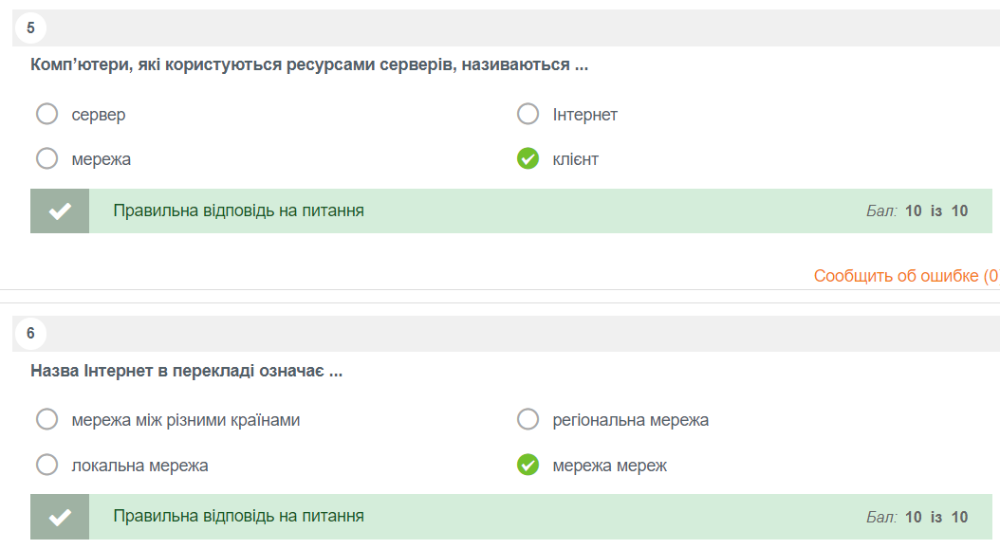 5
Комп’ютери, які користуються ресурсами серверів, називаються ...
сервер
Інтернет
мережа
клієнт
Правильна відповідь на питання
Бал: 10 із 10
Сообщить об ошибке (0
6
Назва Інтернет в перекладі означає ...
мережа між різними країнами
регіональна мережа
локальна мережа
мережа мереж
Правильна відповідь на питання
Бал: 10 із 10